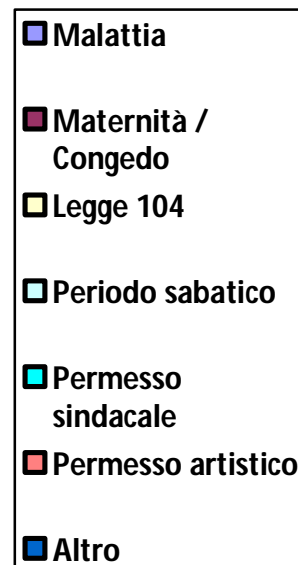 Malattia
Maternità /
Congedo
Legge 104
Periodo sabatico
Permesso
sindacale
Permesso artistico
Altro